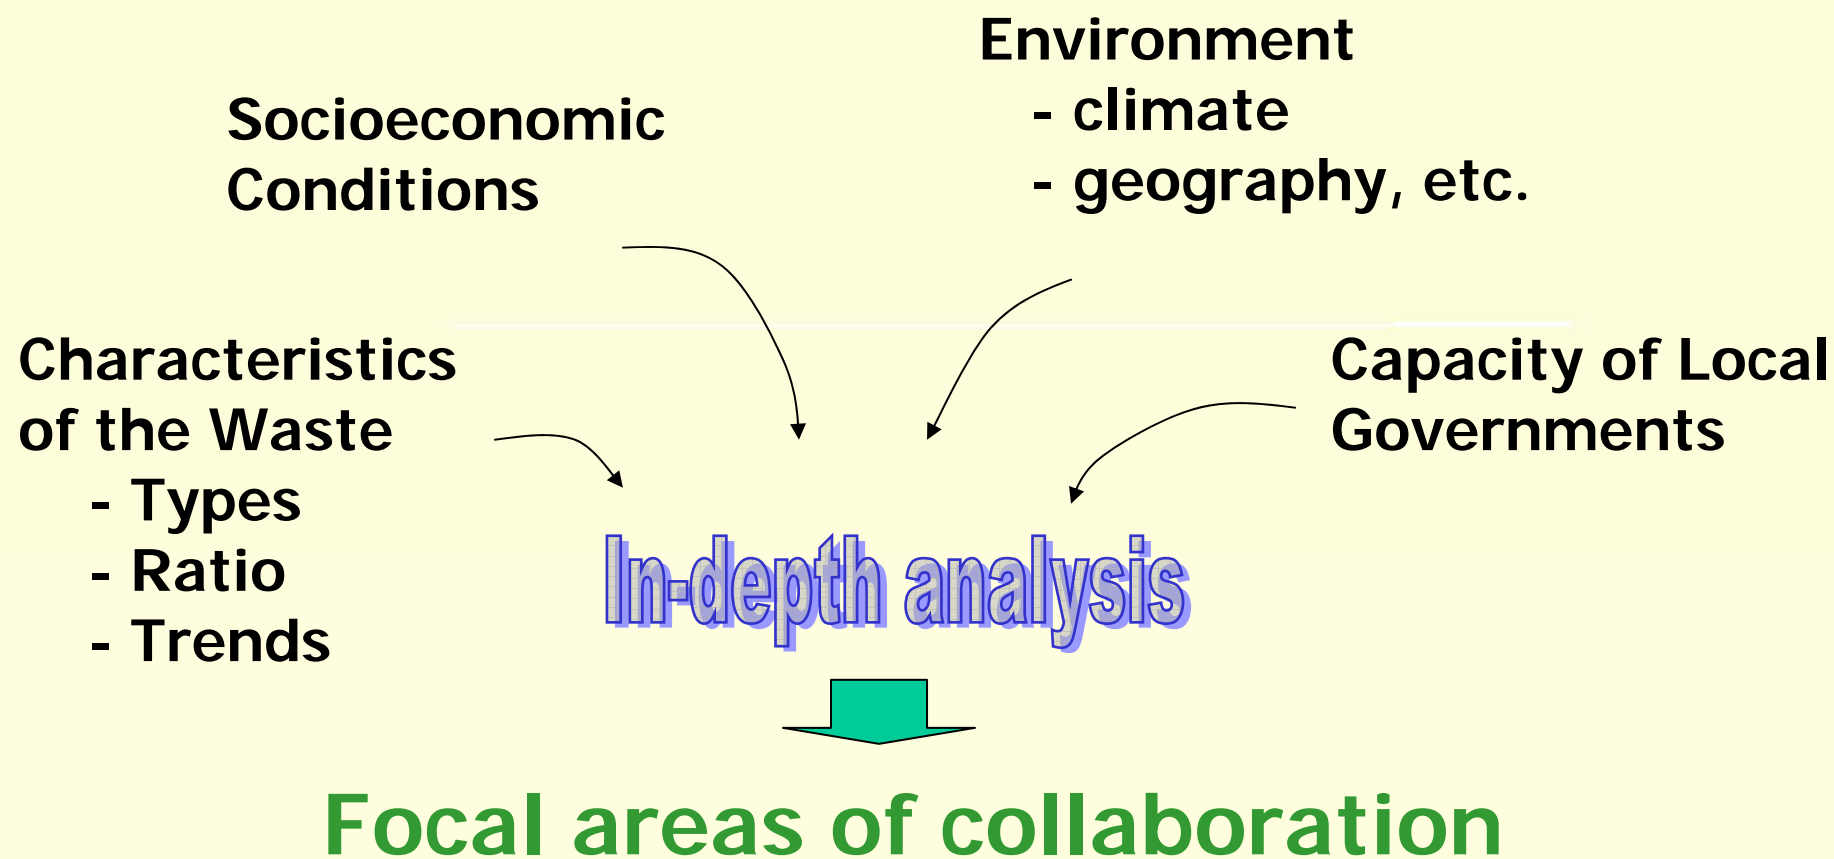 Environment
- climate
- geography, etc.
Socioeconomic
Conditions
Characteristics
of the Waste
- Types
- Ratio
- Trends
Capacity of Local
Governments
In-depth analysis
Focal areas of collaboration